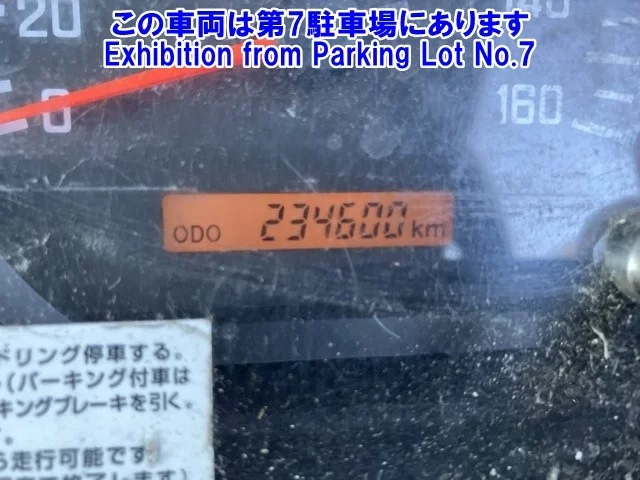 この車両は第7駐車場にあります
Exhibition from Parking Lot No.7
20
0
160
ODO 234600 km
ドリング停車する。
(パーキング付車は
キングブレーキを引く。
走行可能です